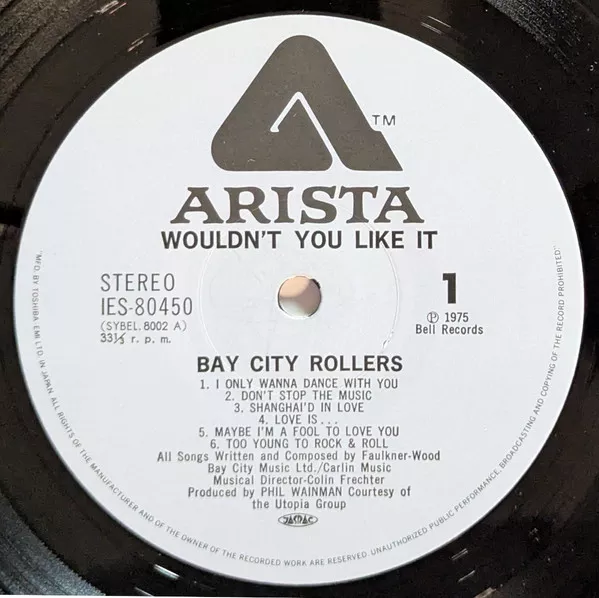 TM
ARISTA
WOULDN'T YOU LIKE IT
STEREO
IES-80450
(SYBEL. 8002 A)
33⅓ r. p. m.
1
Ⓟ 1975
Bell Records
BAY CITY ROLLERS
1. I ONLY WANNA DANCE WITH YOU
2. DON'T STOP THE MUSIC
3. SHANGHAI'D IN LOVE
4. LOVE IS...
5. MAYBE I'M A FOOL TO LOVE YOU
6. TOO YOUNG TO ROCK & ROLL
All Songs Written and Composed by Faulkner-Wood
Bay City Music Ltd./Carlin Music
Musical Director-Colin Frechter
Produced by PHIL WAINMAN Courtesy of
the Utopia Group
JASRAC
"MFD. BY TOSHIBA EMI LTD. IN JAPAN. ALL RIGHTS OF THE MANUFACTURER AND OF THE OWNER OF THE RECORDED WORK ARE RESERVED. UNAUTHORIZED PUBLIC PERFORMANCE, BROADCASTING AND COPYING OF THE RECORD PROHIBITED"